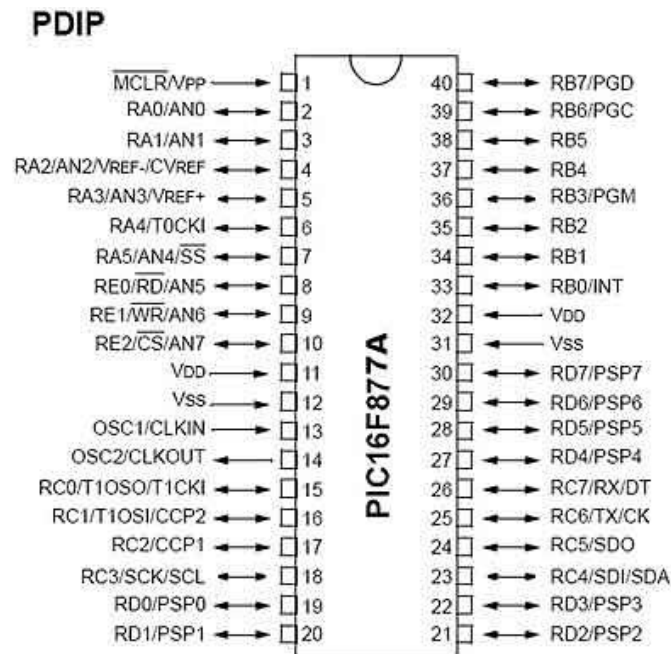 PDIP
MCLR/VPP 1 40 RB7/PGD
RA0/AN0 2 39 RB6/PGC
RA1/AN1 3 38 RB5
RA2/AN2/VREF-/CVREF 4 37 RB4
RA3/AN3/VREF+ 5 36 RB3/PGM
RA4/T0CKI 6 35 RB2
RA5/AN4/SS 7 34 RB1
RE0/RD/AN5 8 33 RB0/INT
RE1/WR/AN6 9 32 VDD
RE2/CS/AN7 10 31 VSS
VDD 11 30 RD7/PSP7
VSS 12 29 RD6/PSP6
OSC1/CLKIN 13 28 RD5/PSP5
OSC2/CLKOUT 14 27 RD4/PSP4
RC0/T1OSO/T1CKI 15 26 RC7/RX/DT
RC1/T1OSI/CCP2 16 25 RC6/TX/CK
RC2/CCP1 17 24 RC5/SDO
RC3/SCK/SCL 18 23 RC4/SDI/SDA
RD0/PSP0 19 22 RD3/PSP3
RD1/PSP1 20 21 RD2/PSP2
PIC16F877A